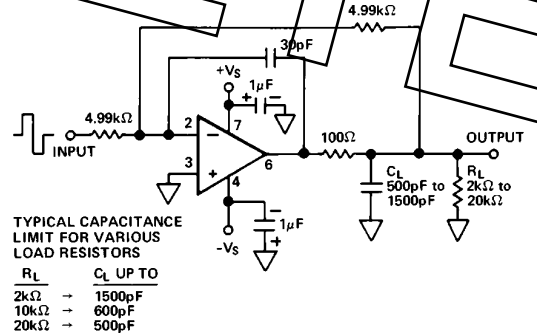 4.99kΩ
30pF
+VS
1μF
+
−
4.99kΩ
2
−
7
100Ω
OUTPUT
INPUT
3
+
6
4
CL
500pF to
1500pF
RL
2kΩ to
20kΩ
−
1μF
+
-VS
TYPICAL CAPACITANCE
LIMIT FOR VARIOUS
LOAD RESISTORS
RL CL UP TO
2kΩ → 1500pF
10kΩ → 600pF
20kΩ → 500pF